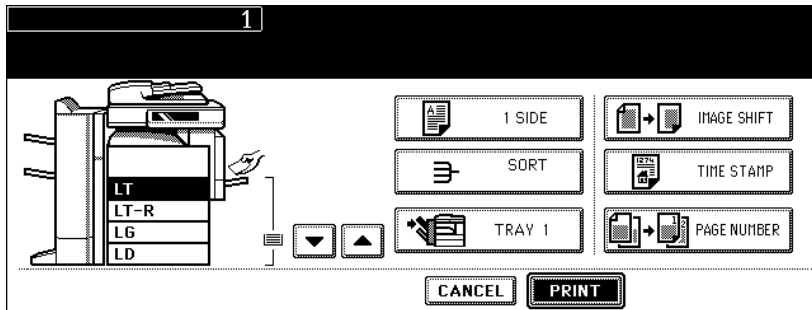 1
1 SIDE
IMAGE SHIFT
SORT
TIME STAMP
LT
LT-R
LG
LD
TRAY 1
PAGE NUMBER
CANCEL
PRINT